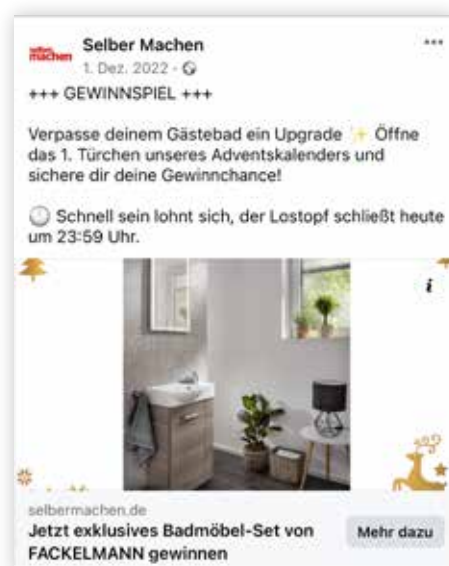 selber
machen
Selber Machen
1. Dez. 2022 ·
+++ GEWINNSPIEL +++
Verpasse deinem Gästebad ein Upgrade ✨ Öffne
das 1. Türchen unseres Adventskalenders und
sichere dir deine Gewinnchance!
🕛 Schnell sein lohnt sich, der Lostopf schließt heute
um 23:59 Uhr.
i
selbermachen.de
Jetzt exklusives Badmöbel-Set von
FACKELMANN gewinnen
Mehr dazu